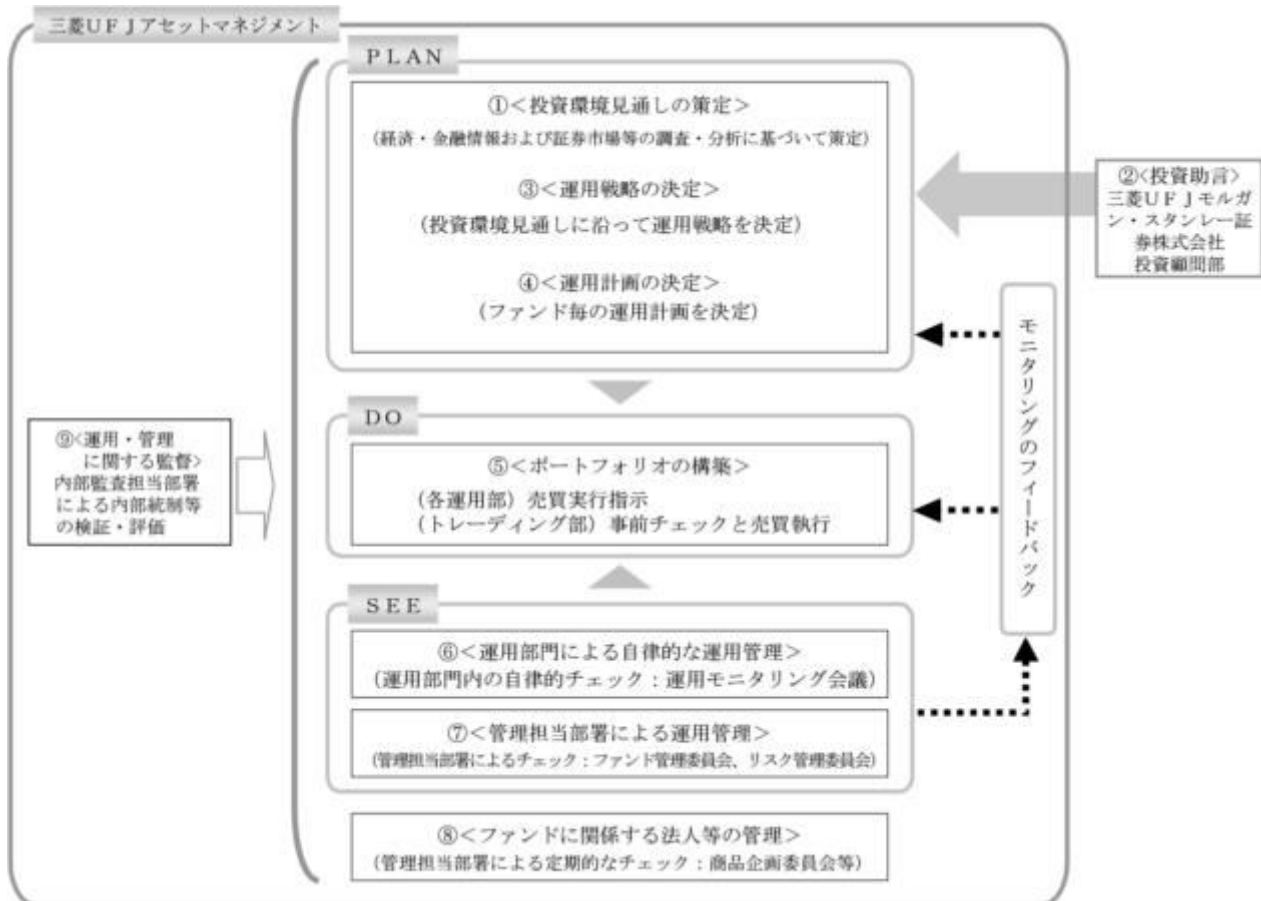 三菱UFJアセットマネジメント
PLAN
①<投資環境見通しの策定>
(経済・金融情報および証券市場等の調査・分析に基づいて策定)
③<運用戦略の決定>
(投資環境見通しに沿って運用戦略を決定)
④<運用計画の決定>
(ファンド毎の運用計画を決定)
②<投資助言>
三菱UFJモルガ
ン・スタンレー証
券株式会社
投資顧問部
モニタリングのフィードバック
DO
⑤<ポートフォリオの構築>
(各運用部)売買実行指示
(トレーディング部)事前チェックと売買執行
⑨<運用・管理
に関する監督>
内部監査担当部署
による内部統制等
の検証・評価
SEE
⑥<運用部門による自律的な運用管理>
(運用部門内の自律的チェック:運用モニタリング会議)
⑦<管理担当部署による運用管理>
(管理担当部署によるチェック:ファンド管理委員会、リスク管理委員会)
⑧<ファンドに関係する法人等の管理>
(管理担当部署による定期的なチェック:商品企画委員会等)